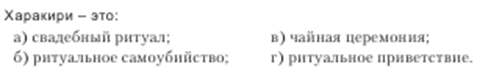 Харакири – это:
а) свадебный ритуал; в) чайная церемония;
б) ритуальное самоубийство; г) ритуальное приветствие.